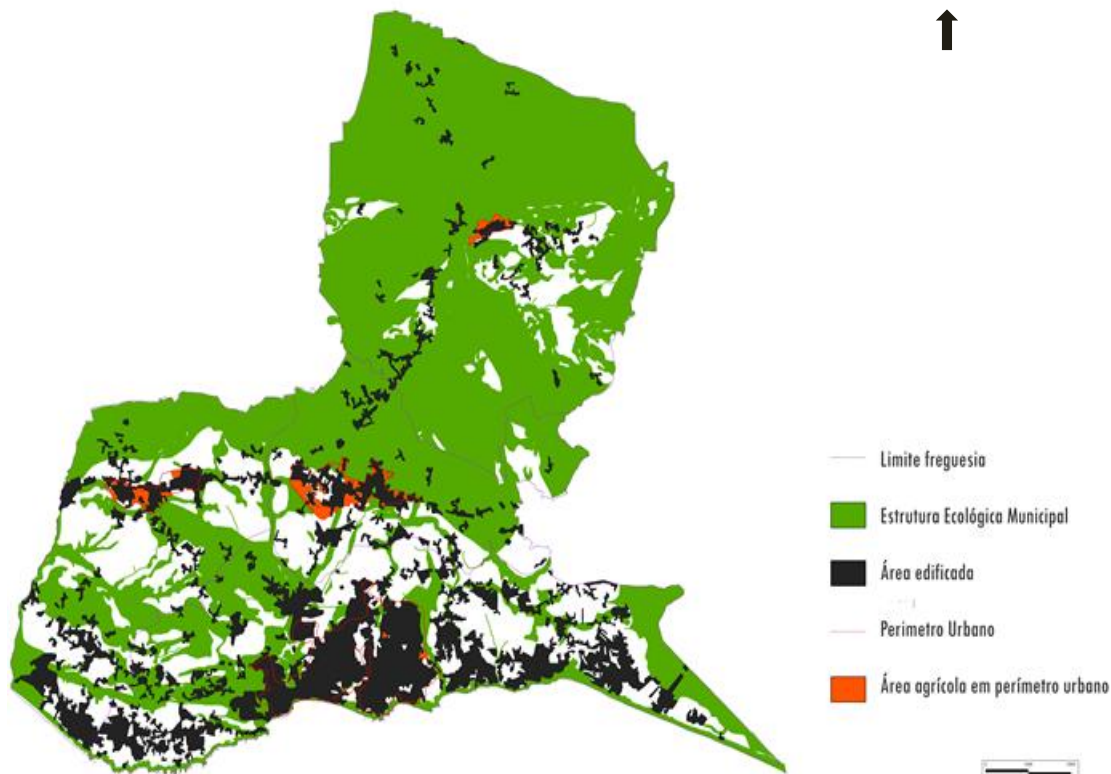 Limite freguesia
Estrutura Ecológica Municipal
Área edificada
Perimetro Urbano
Área agrícola em perímetro urbano